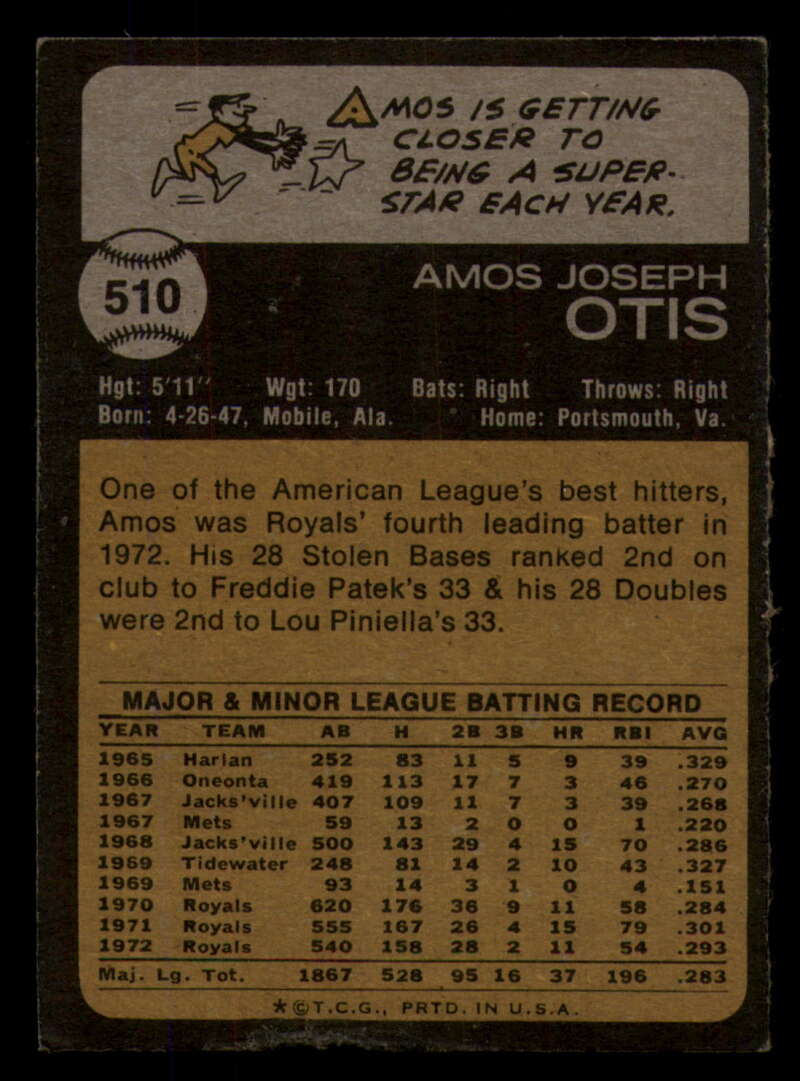 AMOS IS GETTING
CLOSER TO
BEING A SUPER-
STAR EACH YEAR.
510
AMOS JOSEPH
OTIS
Hgt: 5'11" Wgt: 170 Bats: Right Throws: Right
Born: 4-26-47, Mobile, Ala. Home: Portsmouth, Va.
One of the American League's best hitters,
Amos was Royals' fourth leading batter in
1972. His 28 Stolen Bases ranked 2nd on
club to Freddie Patek's 33 & his 28 Doubles
were 2nd to Lou Piniella's 33.
MAJOR & MINOR LEAGUE BATTING RECORD
YEAR TEAM AB H 2B 3B HR RBI AVG
1965 Harlan 252 83 11 5 9 39 .329
1966 Oneonta 419 113 17 7 3 46 .270
1967 Jacks'ville 407 109 11 7 3 39 .268
1967 Mets 59 13 2 0 0 1 .220
1968 Jacks'ville 500 143 29 4 15 70 .286
1969 Tidewater 248 81 14 2 10 43 .327
1969 Mets 93 14 3 1 0 4 .151
1970 Royals 620 176 36 9 11 58 .284
1971 Royals 555 167 26 4 15 79 .301
1972 Royals 540 158 28 2 11 54 .293
Maj. Lg. Tot. 1867 528 95 16 37 196 .283
*©T.C.G., PRTD. IN U.S.A.